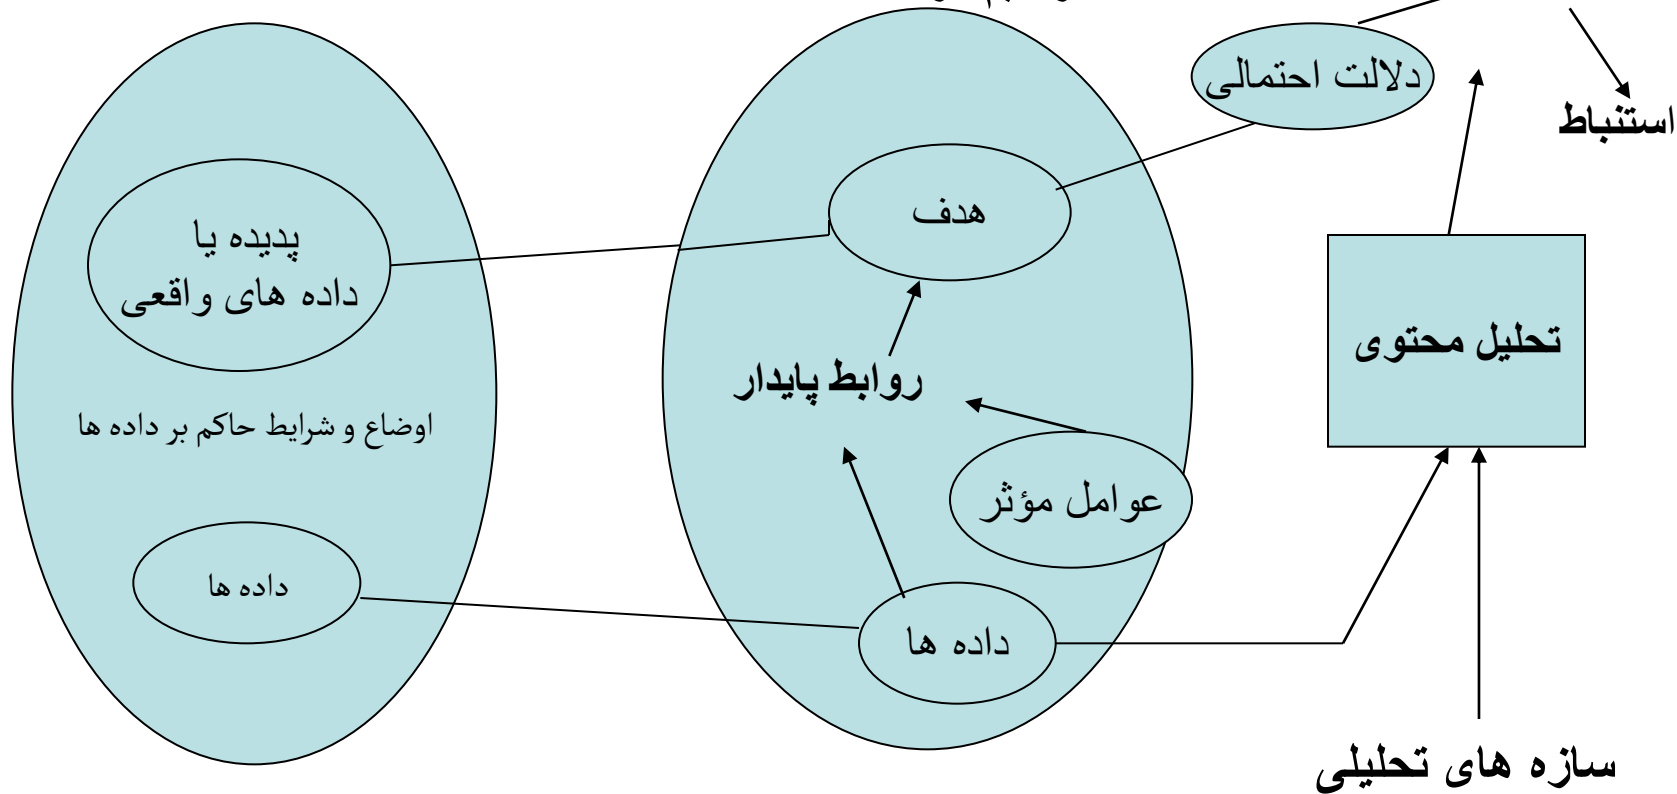 دلالت احتمالی
استنباط
هدف
پدیده یا
داده های واقعی
تحلیل محتوی
روابط پایدار
اوضاع و شرایط حاکم بر داده ها
عوامل مؤثر
داده ها
داده ها
سازه های تحلیلی